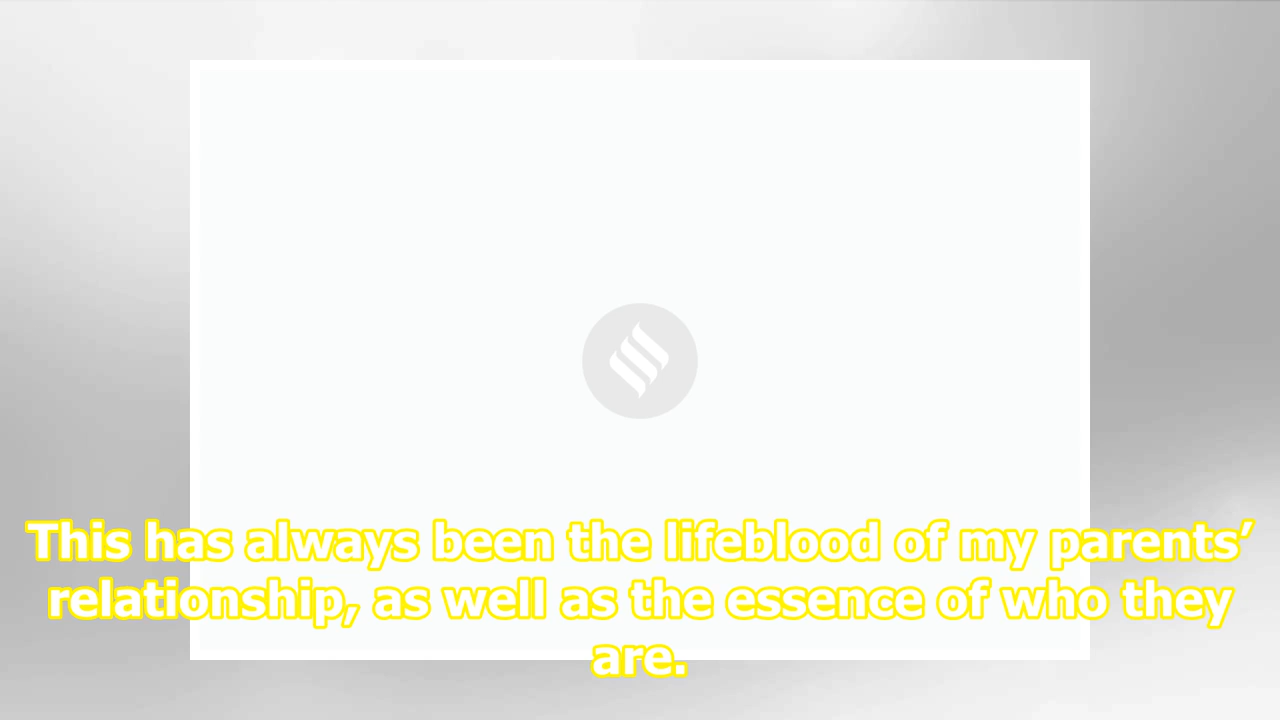 This has always been the lifeblood of my parents’
relationship, as well as the essence of who they
are.